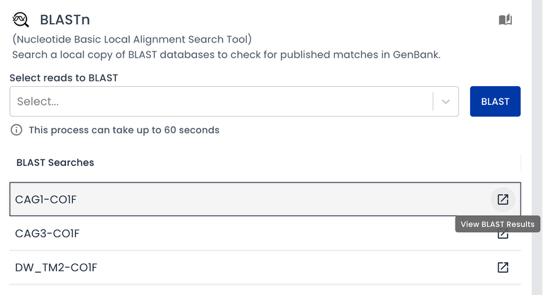 BLASTn
(Nucleotide Basic Local Alignment Search Tool)
Search a local copy of BLAST databases to check for published matches in GenBank.
Select reads to BLAST
Select...
BLAST
This process can take up to 60 seconds
BLAST Searches
CAG1-CO1F
View BLAST Results
CAG3-CO1F
DW_TM2-CO1F